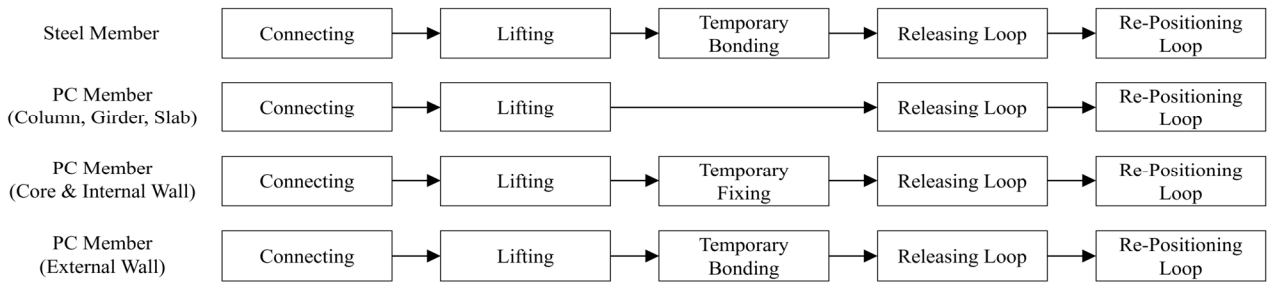 Steel Member
Connecting
Lifting
Temporary
Bonding
Releasing Loop
Re-Positioning
Loop
PC Member
(Column, Girder, Slab)
Connecting
Lifting
Releasing Loop
Re-Positioning
Loop
PC Member
(Core & Internal Wall)
Connecting
Lifting
Temporary
Fixing
Releasing Loop
Re-Positioning
Loop
PC Member
(External Wall)
Connecting
Lifting
Temporary
Bonding
Releasing Loop
Re-Positioning
Loop